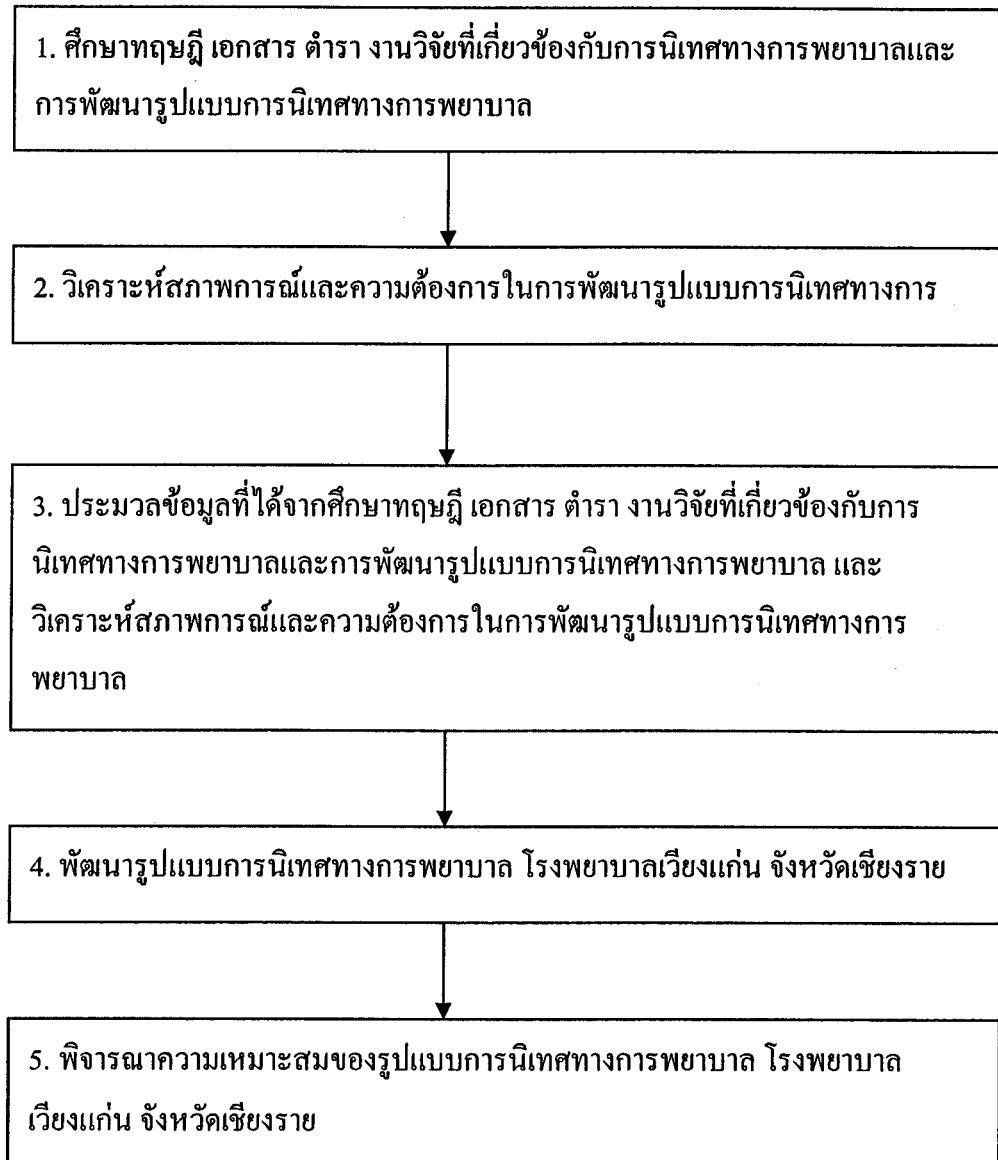 1. ศึกษาทฤษฎี เอกสาร ตำรา งานวิจัยที่เกี่ยวข้องกับการนิเทศทางการพยาบาลและ
การพัฒนารูปแบบการนิเทศทางการพยาบาล
2. วิเคราะห์สภาพการณ์และความต้องการในการพัฒนารูปแบบการนิเทศทางการ
3. ประมวลข้อมูลที่ได้จากศึกษาทฤษฎี เอกสาร ตำรา งานวิจัยที่เกี่ยวข้องกับการ
นิเทศทางการพยาบาลและการพัฒนารูปแบบการนิเทศทางการพยาบาล และ
วิเคราะห์สภาพการณ์และความต้องการในการพัฒนารูปแบบการนิเทศทางการ
พยาบาล
4. พัฒนารูปแบบการนิเทศทางการพยาบาล โรงพยาบาลเวียงแก่น จังหวัดเชียงราย
5. พิจารณาความเหมาะสมของรูปแบบการนิเทศทางการพยาบาล โรงพยาบาล
เวียงแก่น จังหวัดเชียงราย